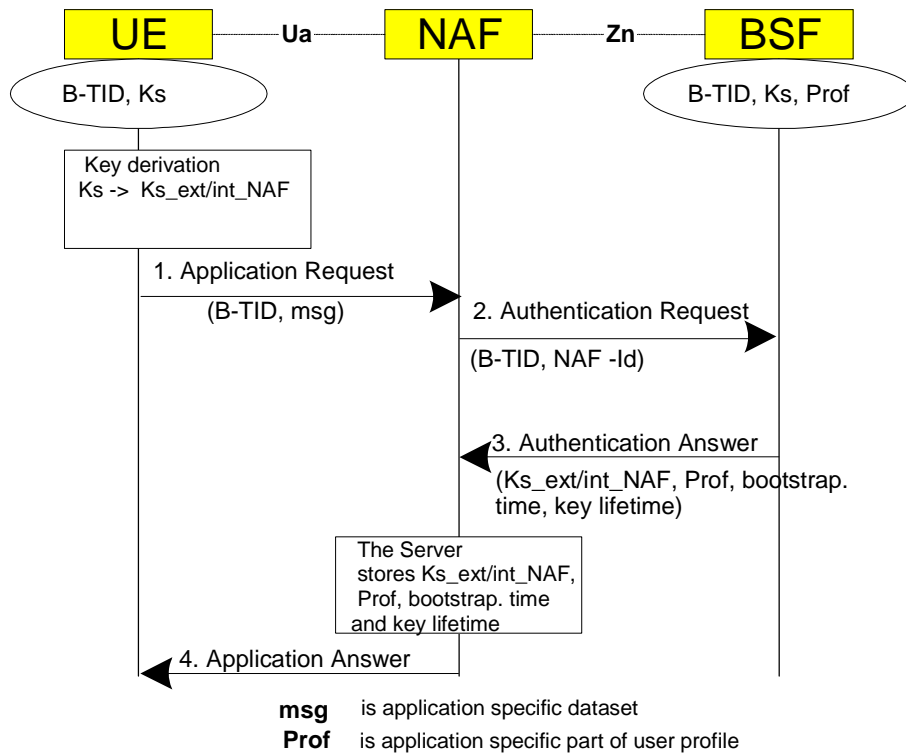 UE
Ua
NAF
Zn
BSF
B-TID, Ks
B-TID, Ks, Prof
Key derivation
Ks -> Ks_ext/int_NAF
1. Application Request
(B-TID, msg)
2. Authentication Request
(B-TID, NAF -Id)
3. Authentication Answer
(Ks_ext/int_NAF, Prof, bootstrap.
time, key lifetime)
The Server
stores Ks_ext/int_NAF,
Prof, bootstrap. time
and key lifetime
4. Application Answer
msg is application specific dataset
Prof is application specific part of user profile